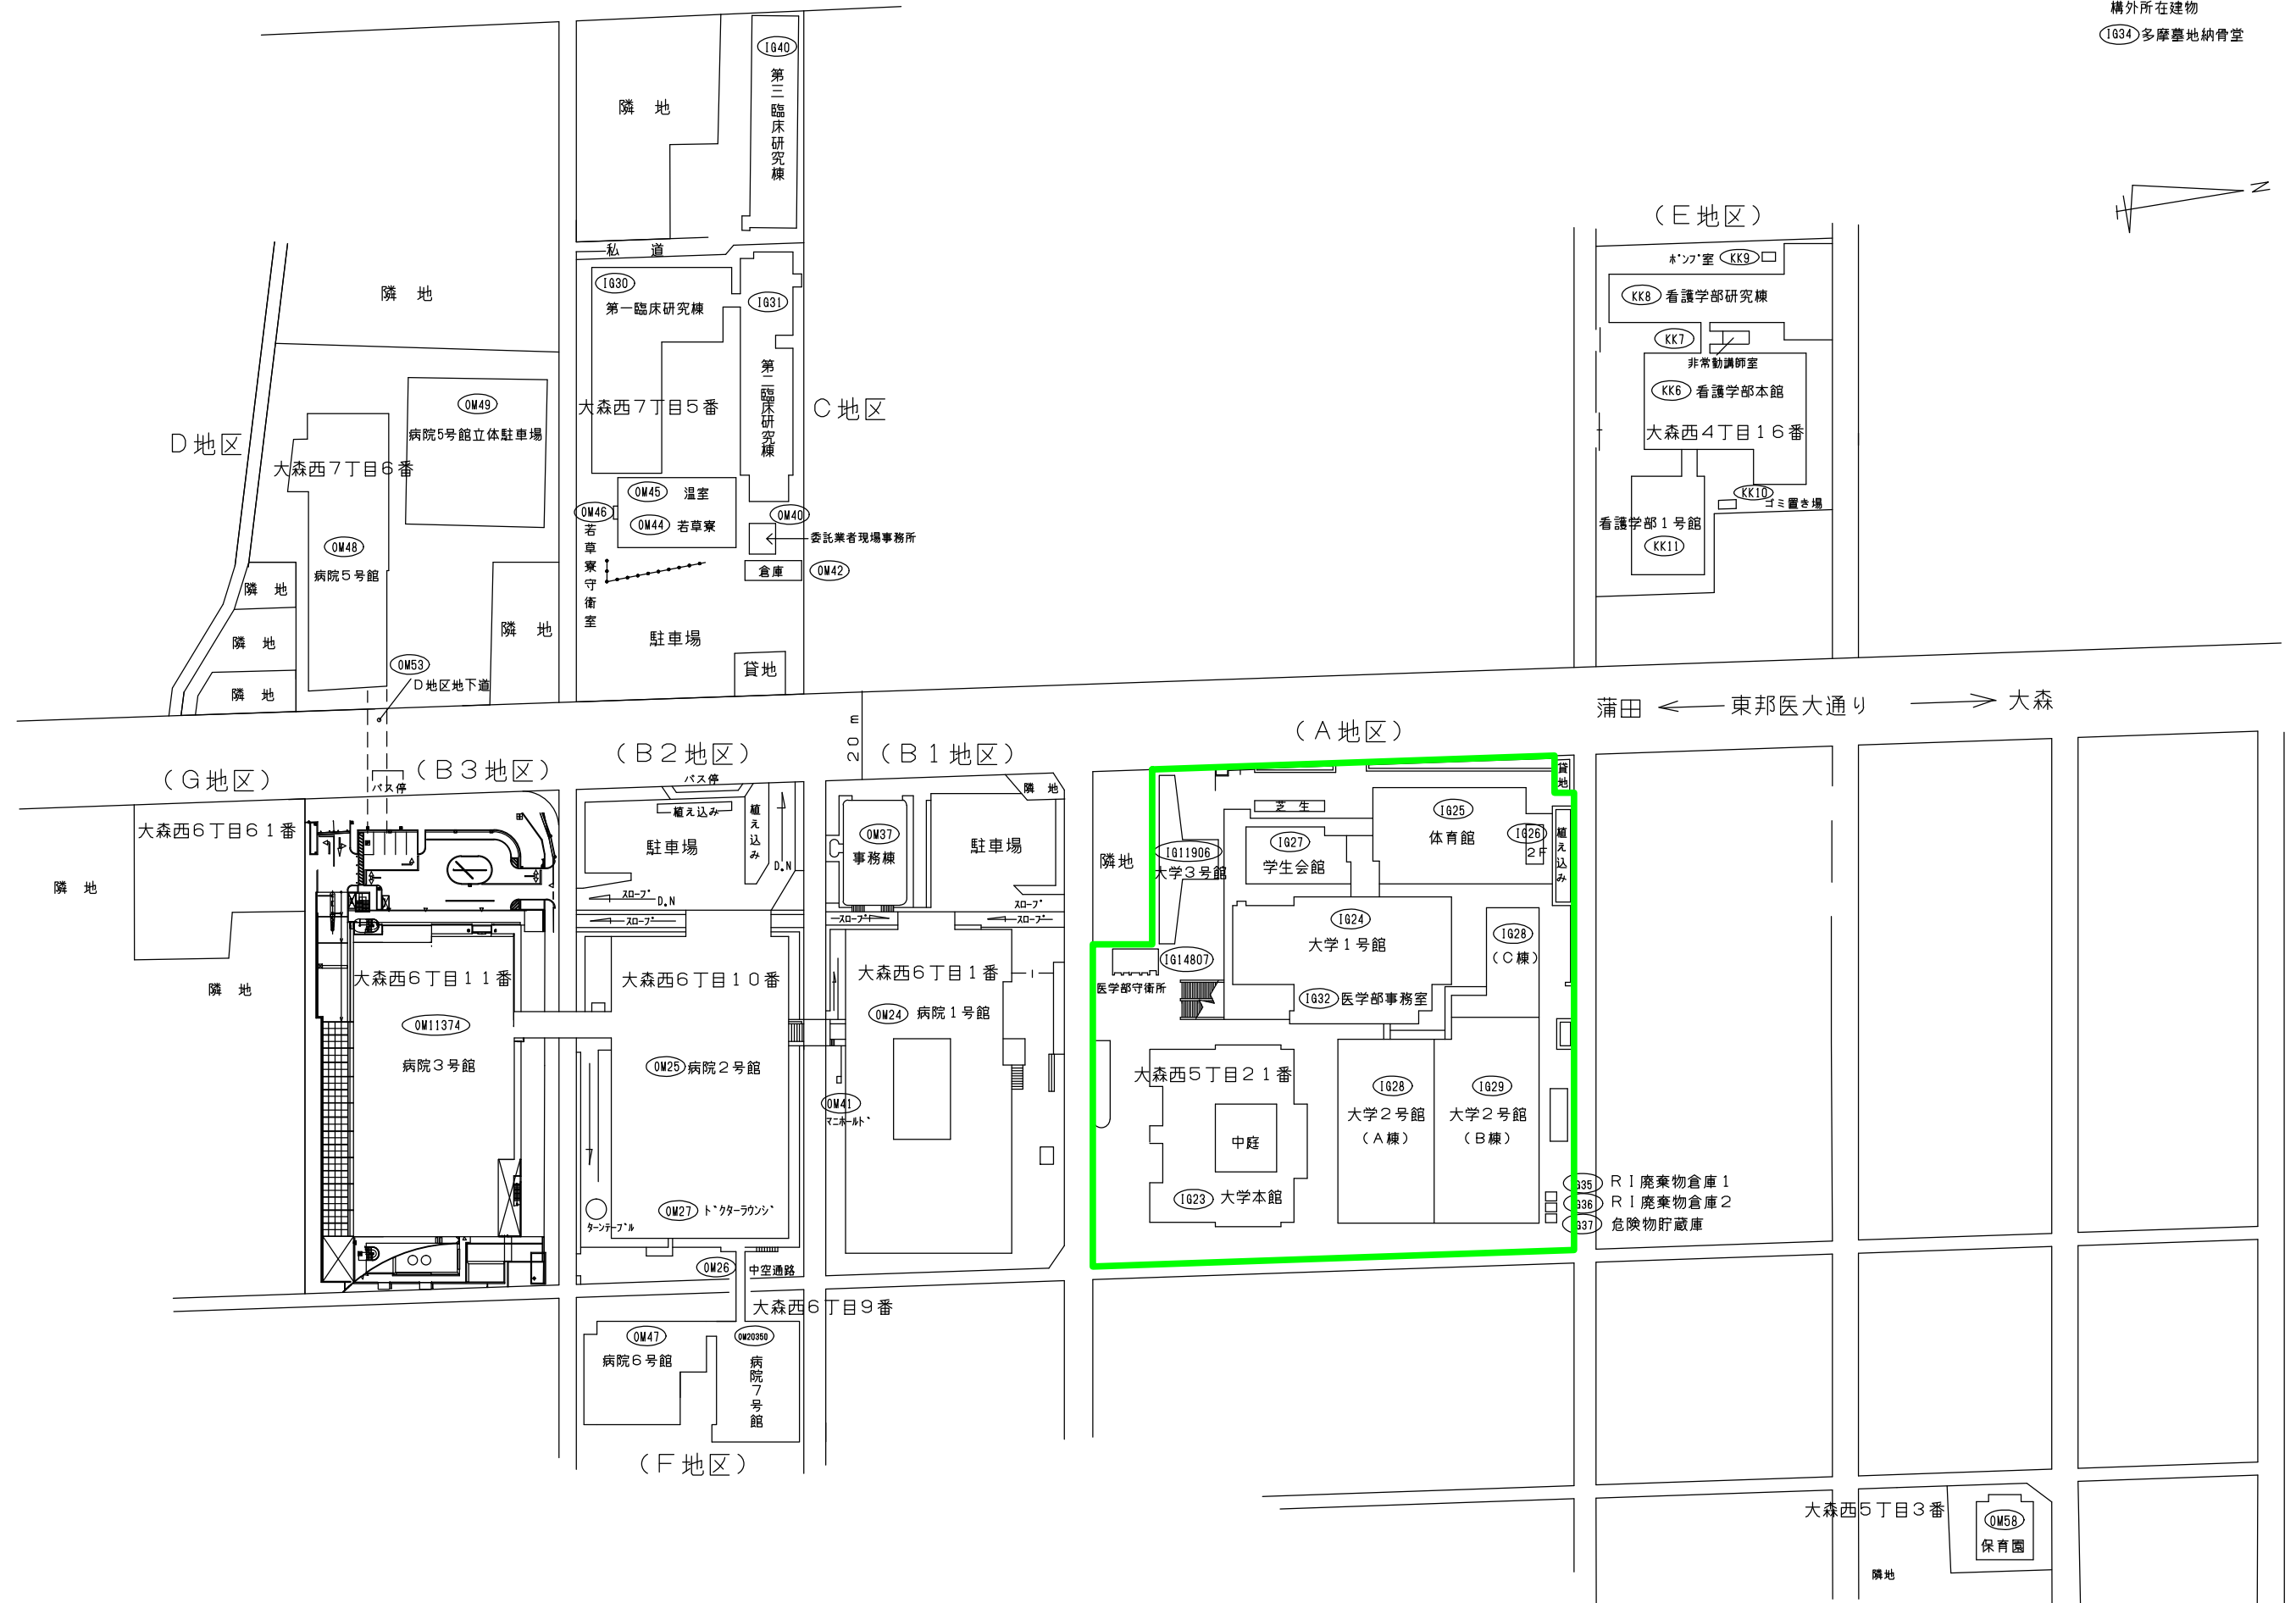 構外所在建物
IG34 多摩墓地納骨堂
N
隣　地
IG40
第三臨床研究棟
私　道
IG30
第一臨床研究棟
IG31
第二臨床研究棟
大森西７丁目５番
Ｃ地区
OM45 温室
OM44 若草寮
OM46
若草寮守衛室
OM40
委託業者現場事務所
倉庫
OM42
駐車場
貸地
隣　地
Ｄ地区
OM49
病院5号館立体駐車場
大森西７丁目６番
OM48
病院５号館
隣　地
隣　地
隣　地
隣　地
OM53
Ｄ地区地下道
（Ｅ地区）
ﾎﾟﾝﾌﾟ室 KK9
KK8 看護学部研究棟
KK7
非常勤講師室
KK6 看護学部本館
大森西４丁目１６番
KK10
ゴミ置き場
看護学部１号館
KK11
蒲田
東邦医大通り
大森
20 m
（Ｇ地区）
大森西６丁目６１番
隣　地
隣　地
（Ｂ３地区）
バス停
大森西６丁目１１番
OM11374
病院３号館
（Ｂ２地区）
バス停
植え込み
植え込み
駐車場
D.N
ｽﾛｰﾌﾟ
D.N
ｽﾛｰﾌﾟ
大森西６丁目１０番
OM25 病院２号館
OM27 ﾄﾞｸﾀｰﾗｳﾝｼﾞ
ﾀｰﾝﾃｰﾌﾞﾙ
OM26
中空通路
（Ｂ１地区）
隣　地
OM37
事務棟
駐車場
ｽﾛｰﾌﾟ
ｽﾛｰﾌﾟ
ｽﾛｰﾌﾟ
大森西６丁目１番
OM24 病院１号館
OM41
ﾏﾆﾎｰﾙﾄﾞ
（Ａ地区）
貸地
隣地
芝生
IG25
体育館
IG26
２Ｆ
植え込み
IG27
学生会館
IG11906
大学３号館
IG24
大学１号館
IG28
（Ｃ棟）
IG14807
医学部守衛所
IG32 医学部事務室
大森西５丁目２１番
中庭
IG23 大学本館
IG28
大学２号館
（Ａ棟）
IG29
大学２号館
（Ｂ棟）
IG35 ＲＩ廃棄物倉庫１
IG36 ＲＩ廃棄物倉庫２
IG37 危険物貯蔵庫
大森西６丁目９番
OM47
病院６号館
OM20350
病院７号館
（Ｆ地区）
大森西５丁目３番
OM58
保育園
隣地